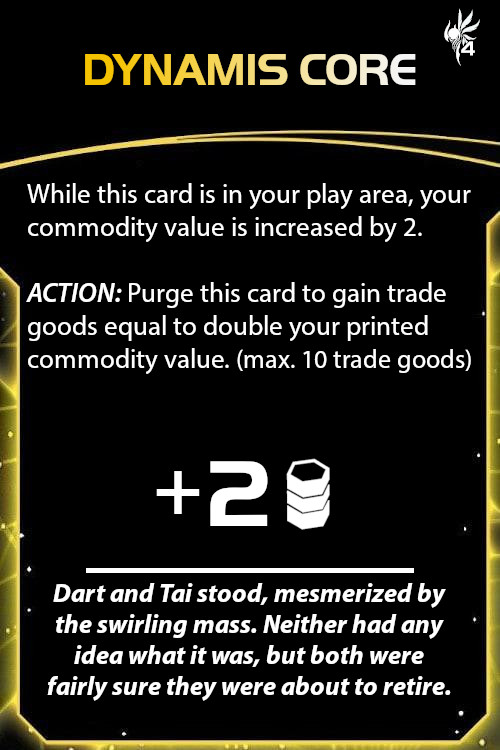 4
DYNAMIS CORE
While this card is in your play area, your
commodity value is increased by 2.
ACTION: Purge this card to gain trade
goods equal to double your printed
commodity value. (max. 10 trade goods)
+2
Dart and Tai stood, mesmerized by
the swirling mass. Neither had any
idea what it was, but both were
fairly sure they were about to retire.